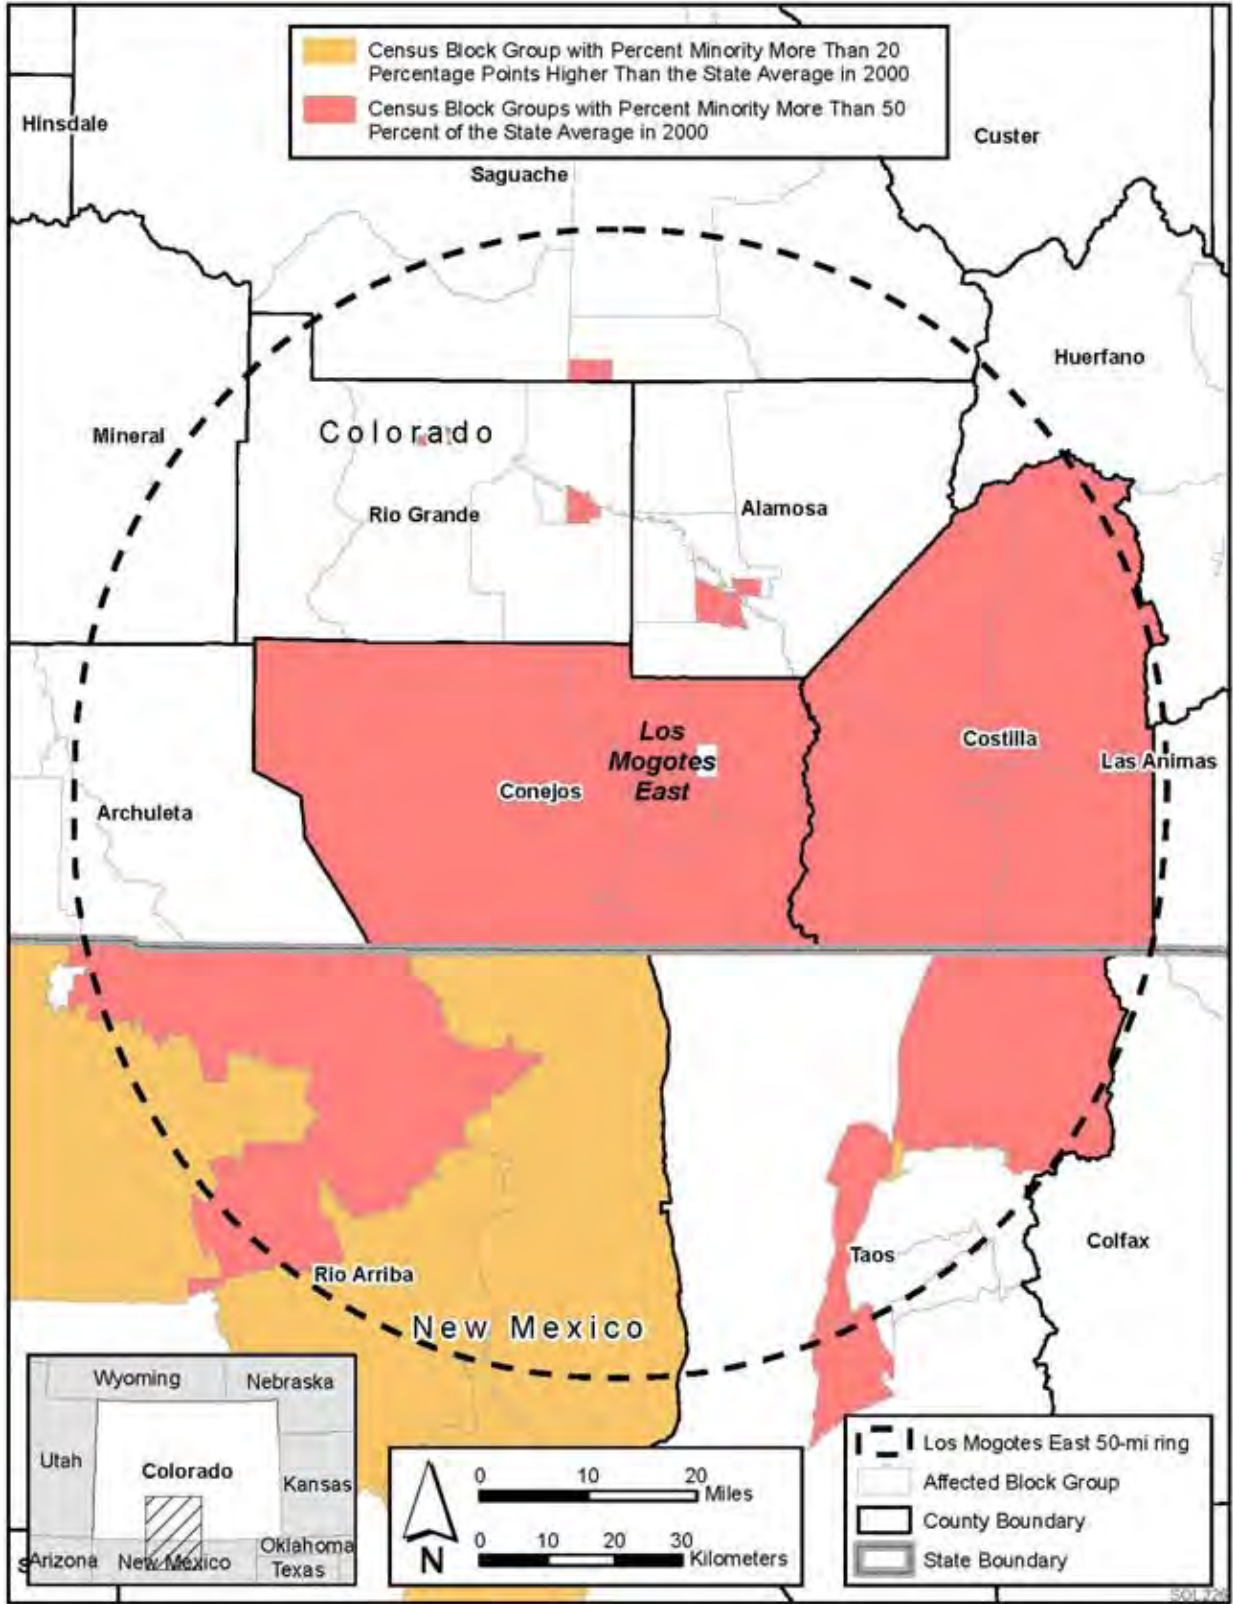 Census Block Group with Percent Minority More Than 20
Percentage Points Higher Than the State Average in 2000
Census Block Groups with Percent Minority More Than 50
Percent of the State Average in 2000
Hinsdale
Custer
Saguache
Huerfano
Mineral
Colorado
Rio Grande
Alamosa
Los
Mogotes
East
Costilla
Las Animas
Conejos
Archuleta
Taos
Colfax
Rio Arriba
New Mexico
Wyoming
Nebraska
Utah
Colorado
Kansas
Oklahoma
Arizona
New Mexico
Texas
S
N
0 10 20
Miles
0 10 20 30
Kilometers
Los Mogotes East 50-mi ring
Affected Block Group
County Boundary
State Boundary